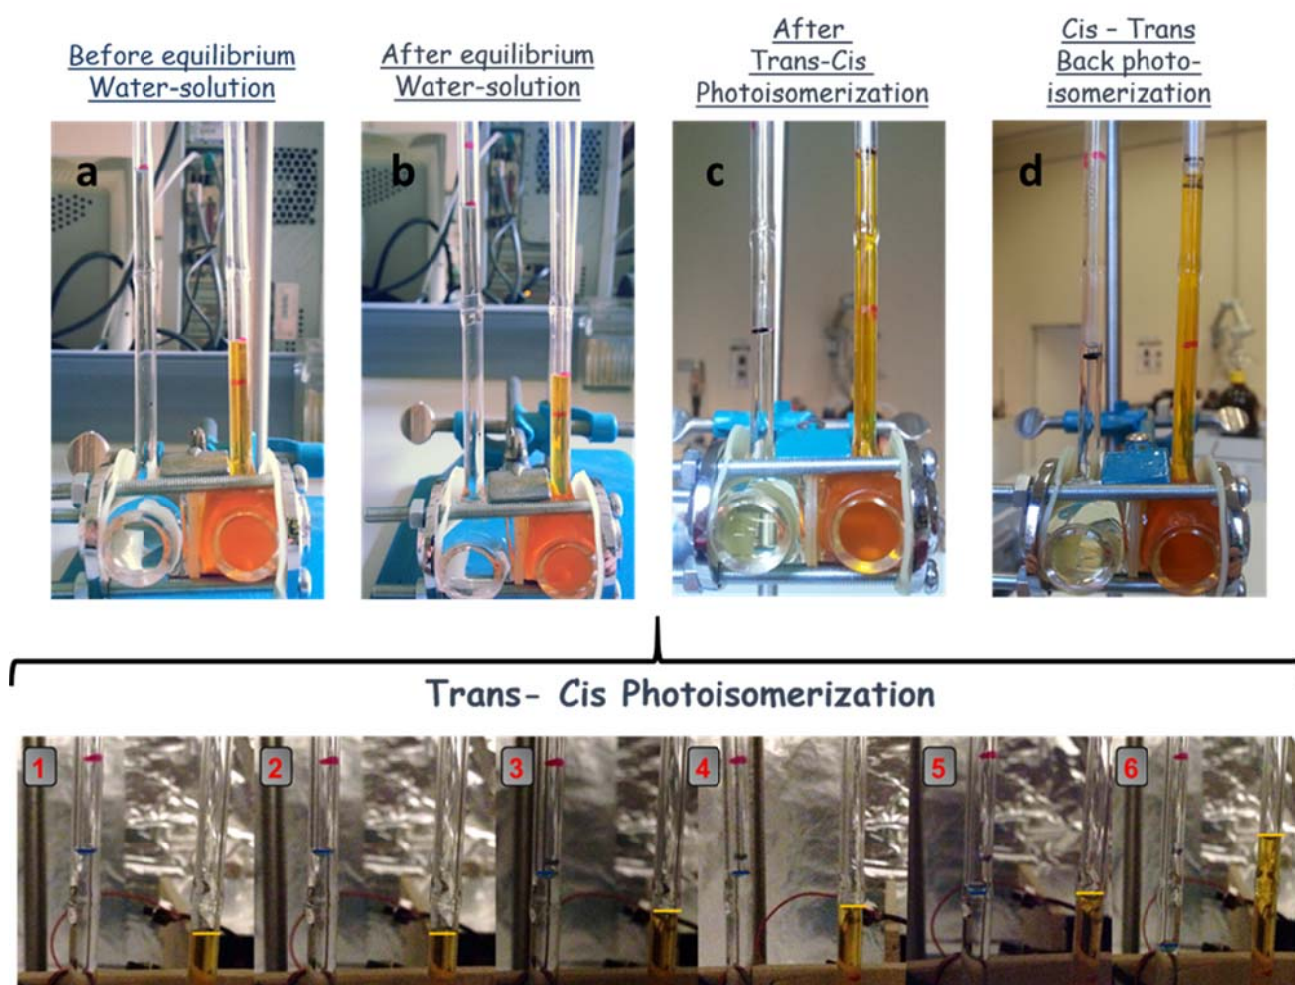 Before equilibrium
Water-solution
After equilibrium
Water-solution
After
Trans-Cis
Photoisomerization
Cis – Trans
Back photo-
isomerization
a
b
c
d
Trans- Cis Photoisomerization
1
2
3
4
5
6